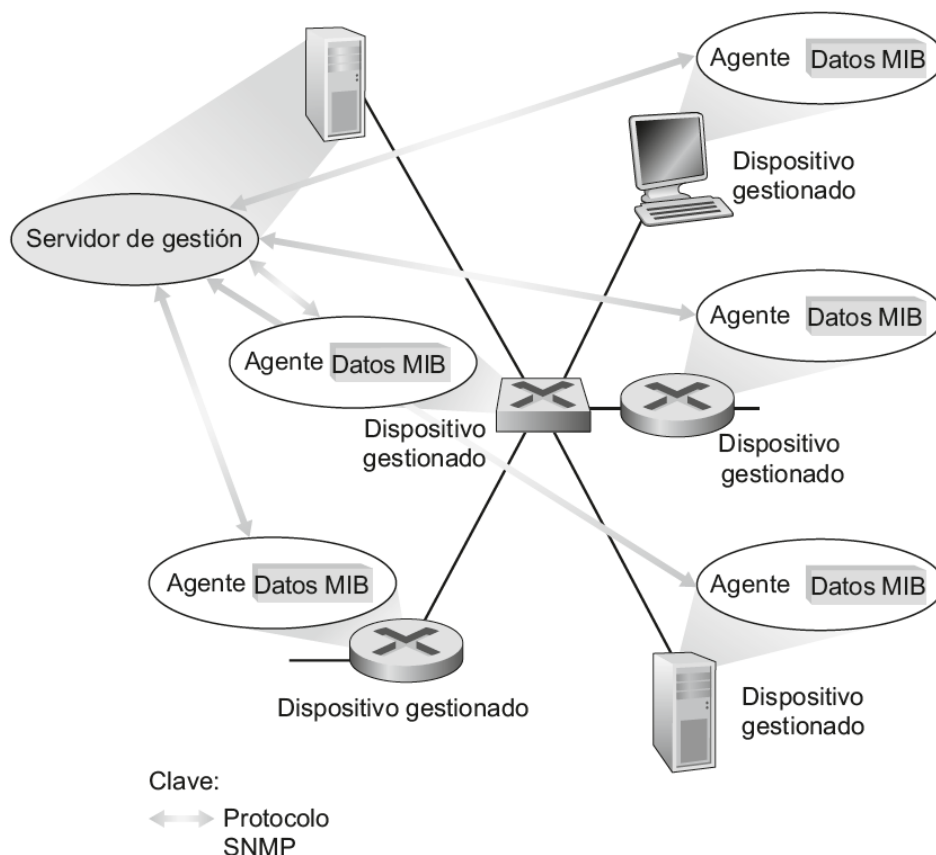 Agente Datos MIB
Dispositivo
gestionado
Servidor de gestión
Agente Datos MIB
Agente Datos MIB
Dispositivo
gestionado
Dispositivo
gestionado
Agente Datos MIB
Agente Datos MIB
Dispositivo gestionado
Dispositivo
gestionado
Clave:
Protocolo
SNMP